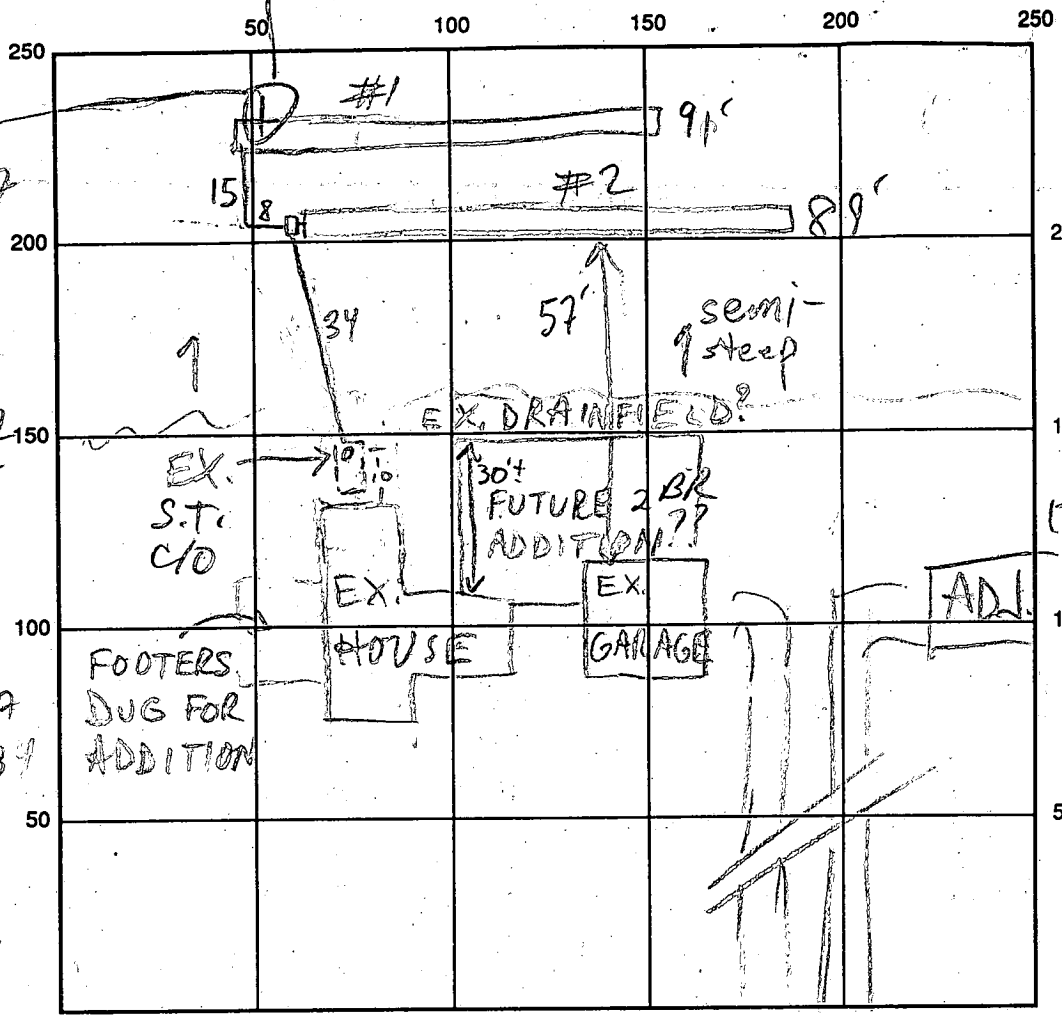 50 100 150 200 250
250
#1
#2
15
8
89'
200
34
57'
semi-
steep
EX. DRAINFIELD?
150
EX.
S.T.
C/O
10
30'±
FUTURE 2 BR
ADDITION??
EX.
HOUSE
EX.
GARAGE
ADJ.
100
FOOTERS
DUG FOR
ADDITION
50